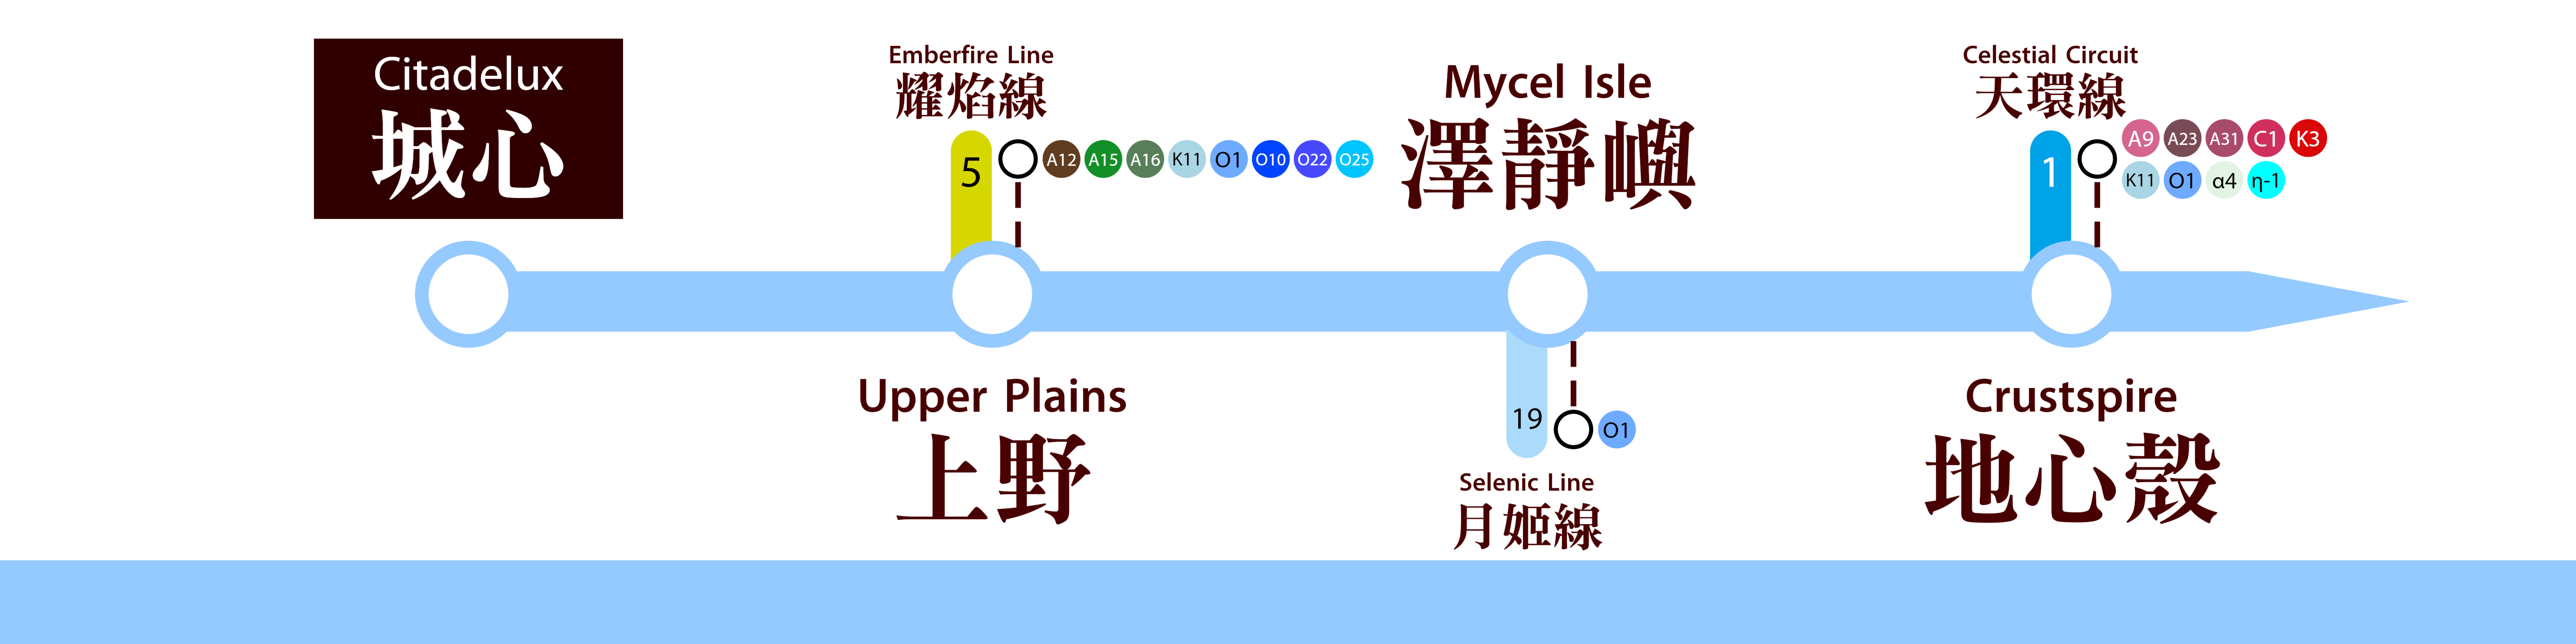 Citadelux
城心
Emberfire Line
耀焰線
5
A12 A15 A16 K11 O1 O10 O22 O25
Upper Plains
上野
Mycel Isle
澤靜嶼
19
O1
Selenic Line
月姬線
Celestial Circuit
天環線
1
A9 A23 A31 C1 K3
K11 O1 α4 η-1
Crustspire
地心殼